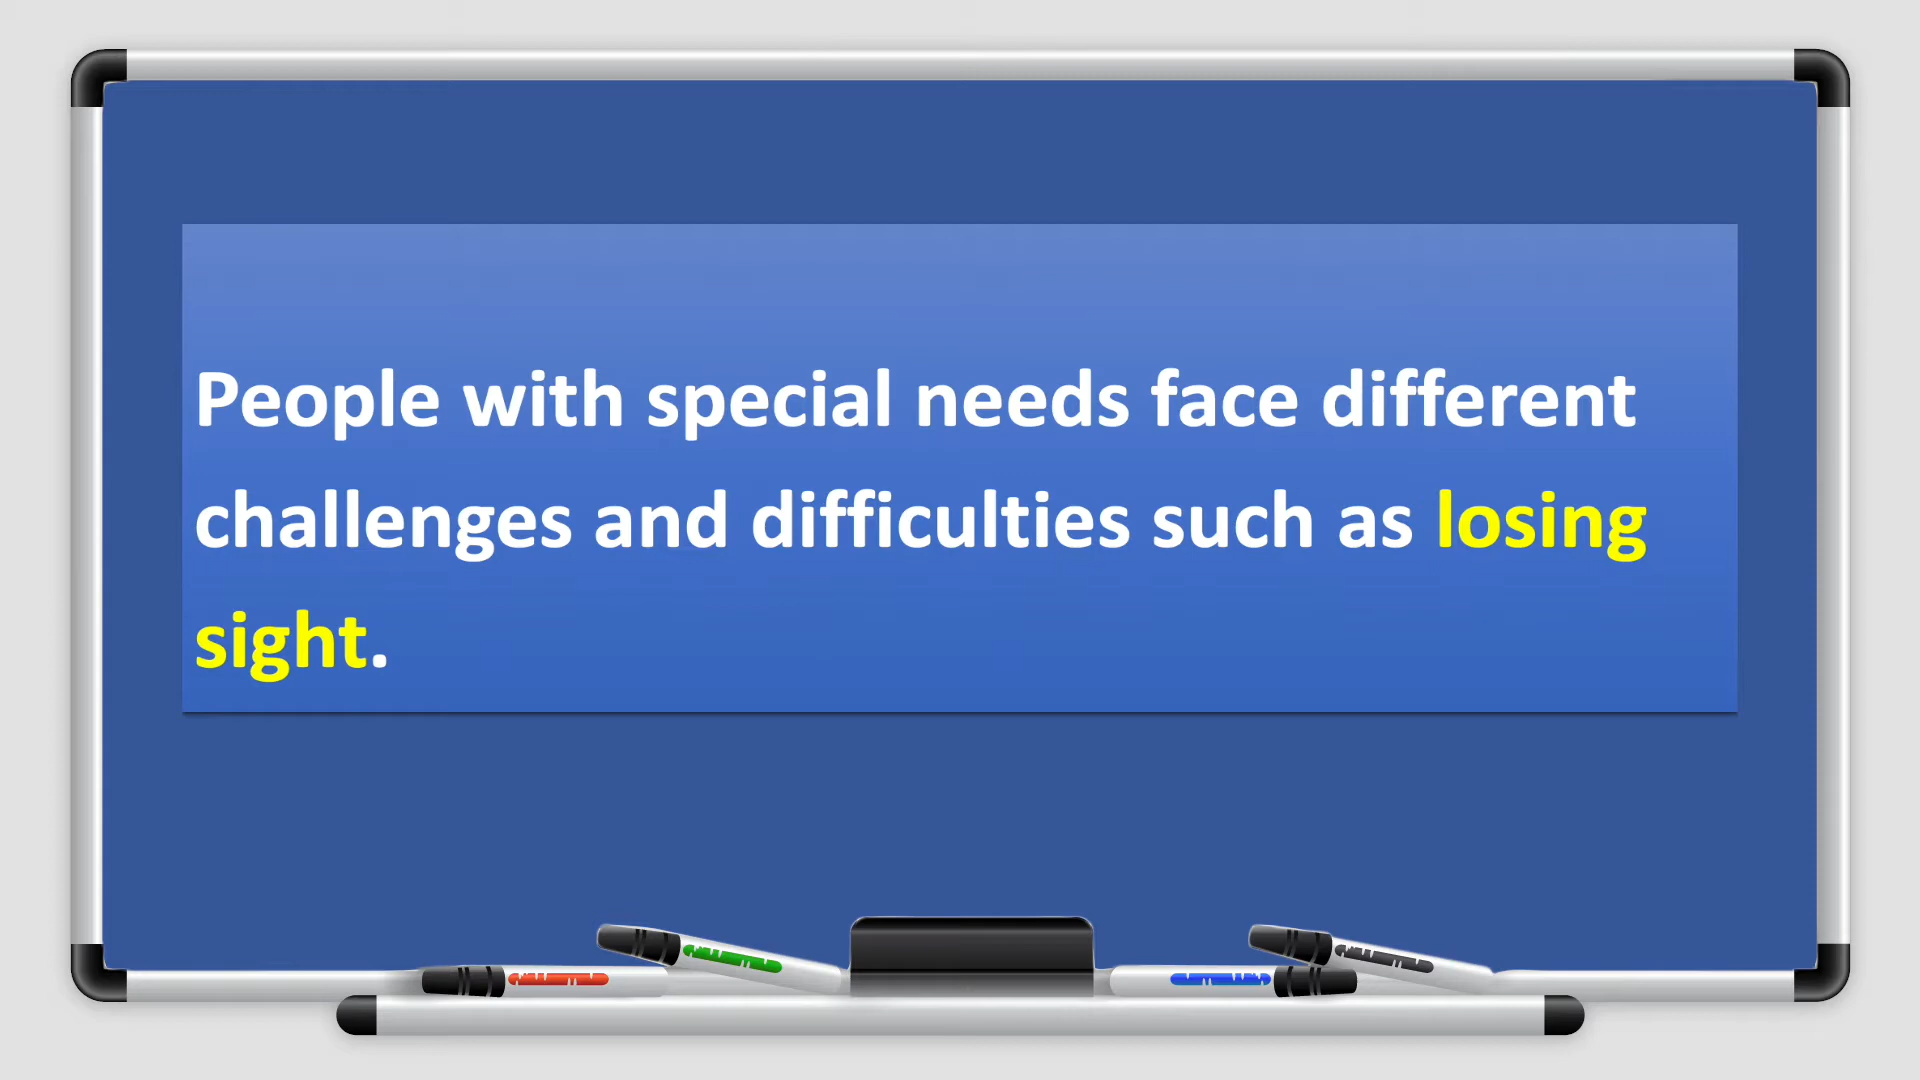 People with special needs face different
challenges and difficulties such as losing
sight.